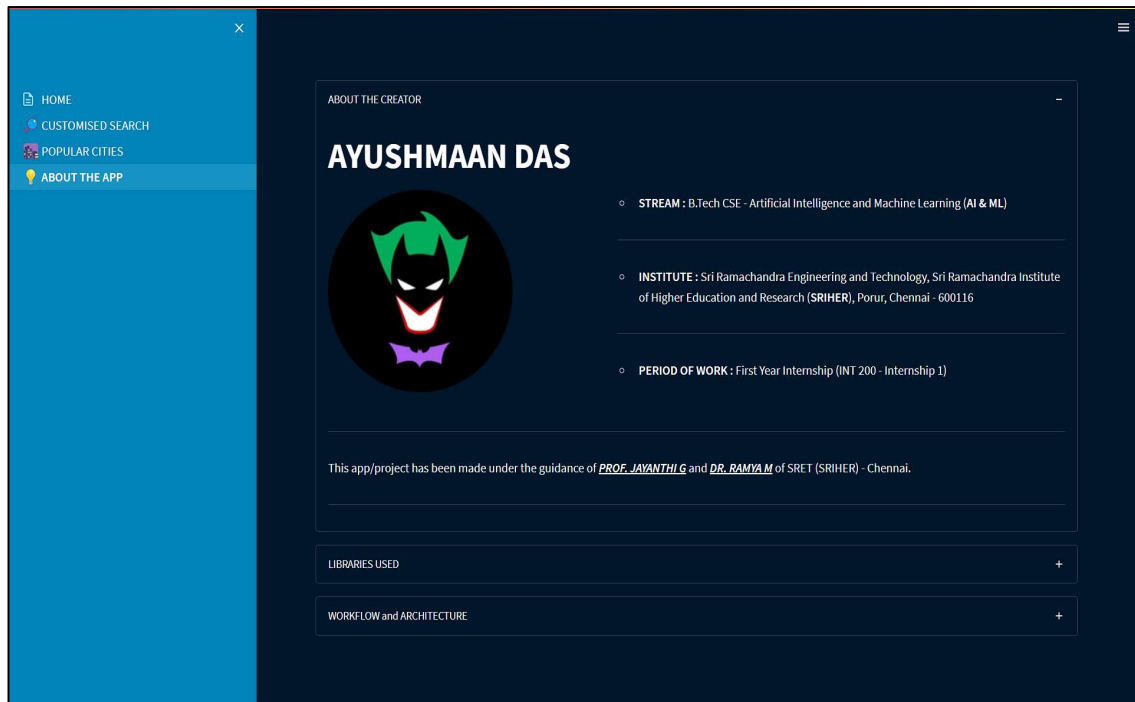 HOME
CUSTOMISED SEARCH
POPULAR CITIES
ABOUT THE APP
ABOUT THE CREATOR
AYUSHMAAN DAS
STREAM : B.Tech CSE - Artificial Intelligence and Machine Learning (AI & ML)
INSTITUTE : Sri Ramachandra Engineering and Technology, Sri Ramachandra Institute
of Higher Education and Research (SRIHER), Porur, Chennai - 600116
PERIOD OF WORK : First Year Internship (INT 200 - Internship 1)
This app/project has been made under the guidance of PROF. JAYANTHI G and DR. RAMYA M of SRET (SRIHER) - Chennai.
LIBRARIES USED
WORKFLOW and ARCHITECTURE